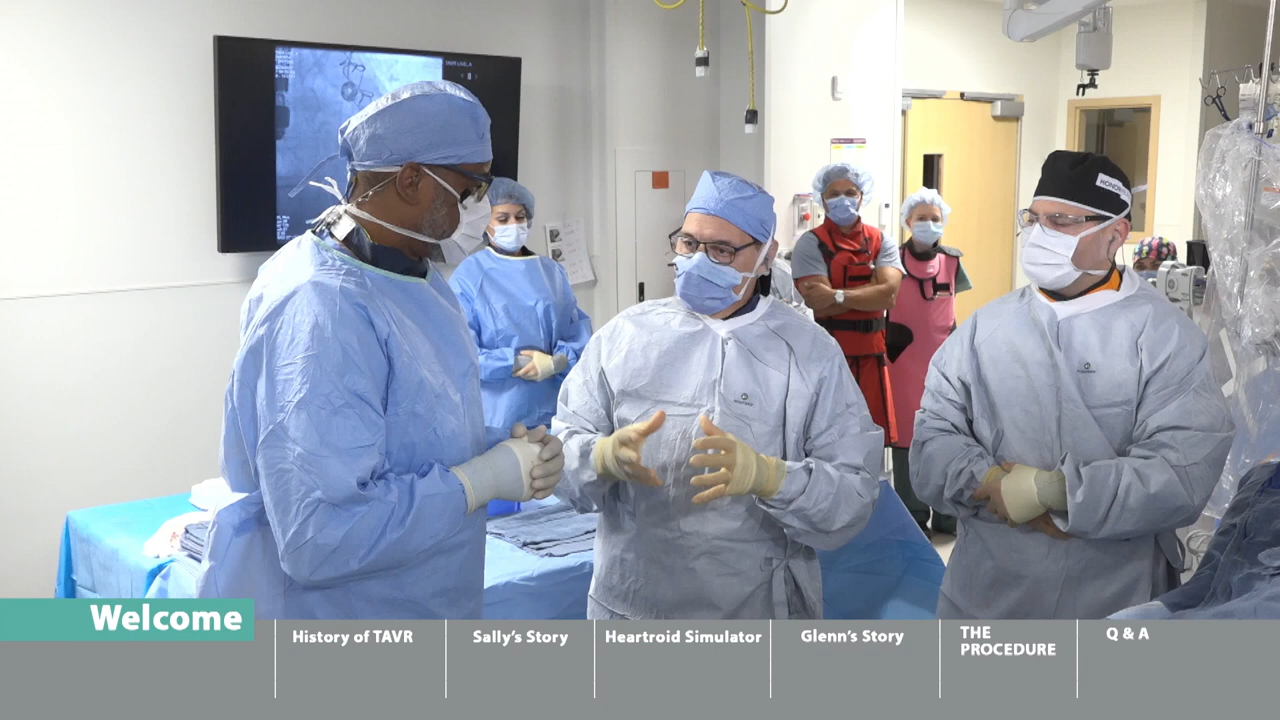 Welcome
History of TAVR
Sally's Story
Heartroid Simulator
Glenn's Story
THE
PROCEDURE
Q & A